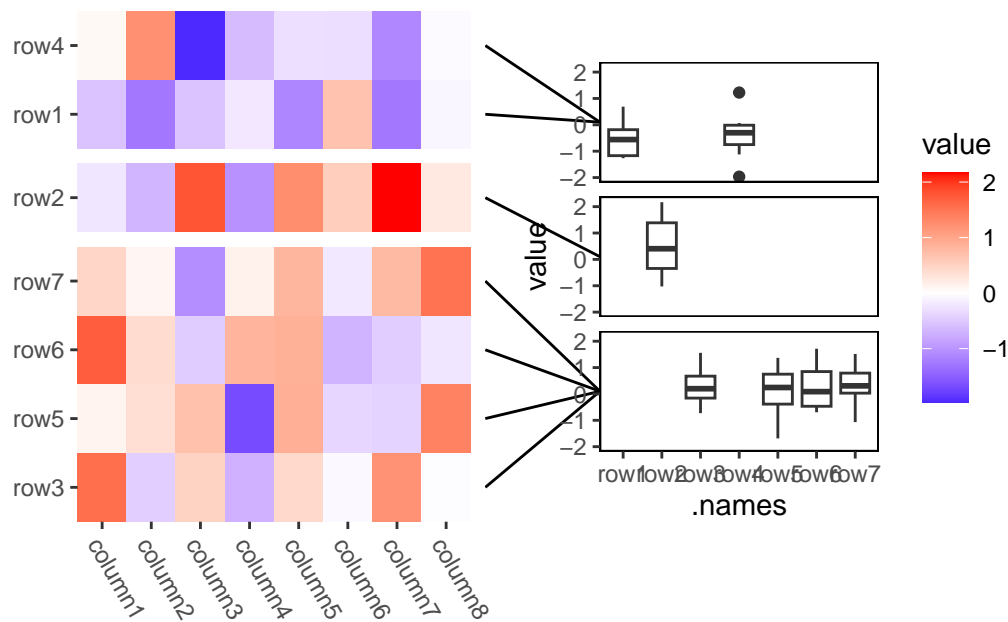 row4
row1
row2
row7
row6
row5
row3
column1
column2
column3
column4
column5
column6
column7
column8
value
2
1
0
−1
−2
2
1
0
−1
−2
2
1
0
−1
−2
row1
row2
row3
row4
row5
row6
row7
.names
value
2
1
0
−1